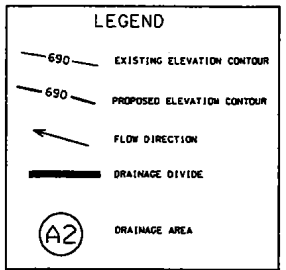 LEGEND
690 EXISTING ELEVATION CONTOUR
690 PROPOSED ELEVATION CONTOUR
FLOW DIRECTION
DRAINAGE DIVIDE
A2 DRAINAGE AREA